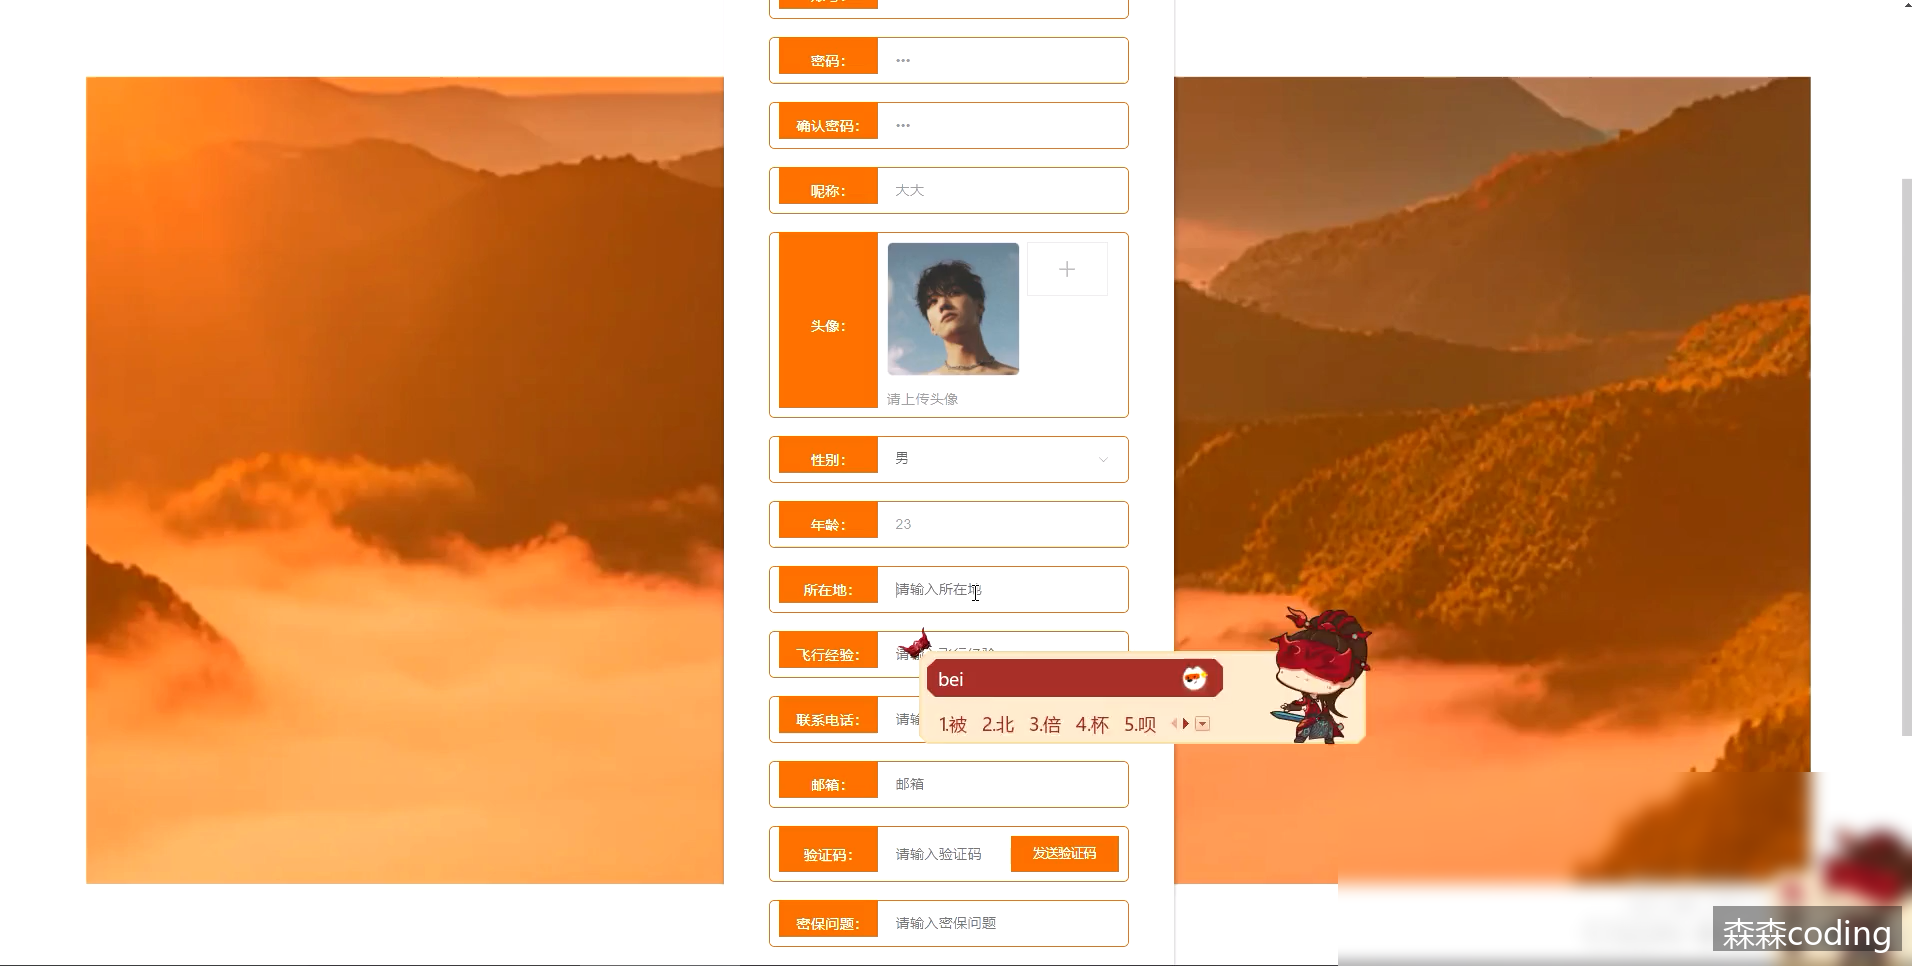 密码：
•••
确认密码：
•••
昵称：
大大
头像：
请上传头像
性别：
男
年龄：
23
所在地：
请输入所在地
飞行经验：
联系电话：
bei
1.被 2.北 3.倍 4.杯 5.呗
邮箱：
邮箱
验证码：
请输入验证码
发送验证码
密保问题：
请输入密保问题
森森coding